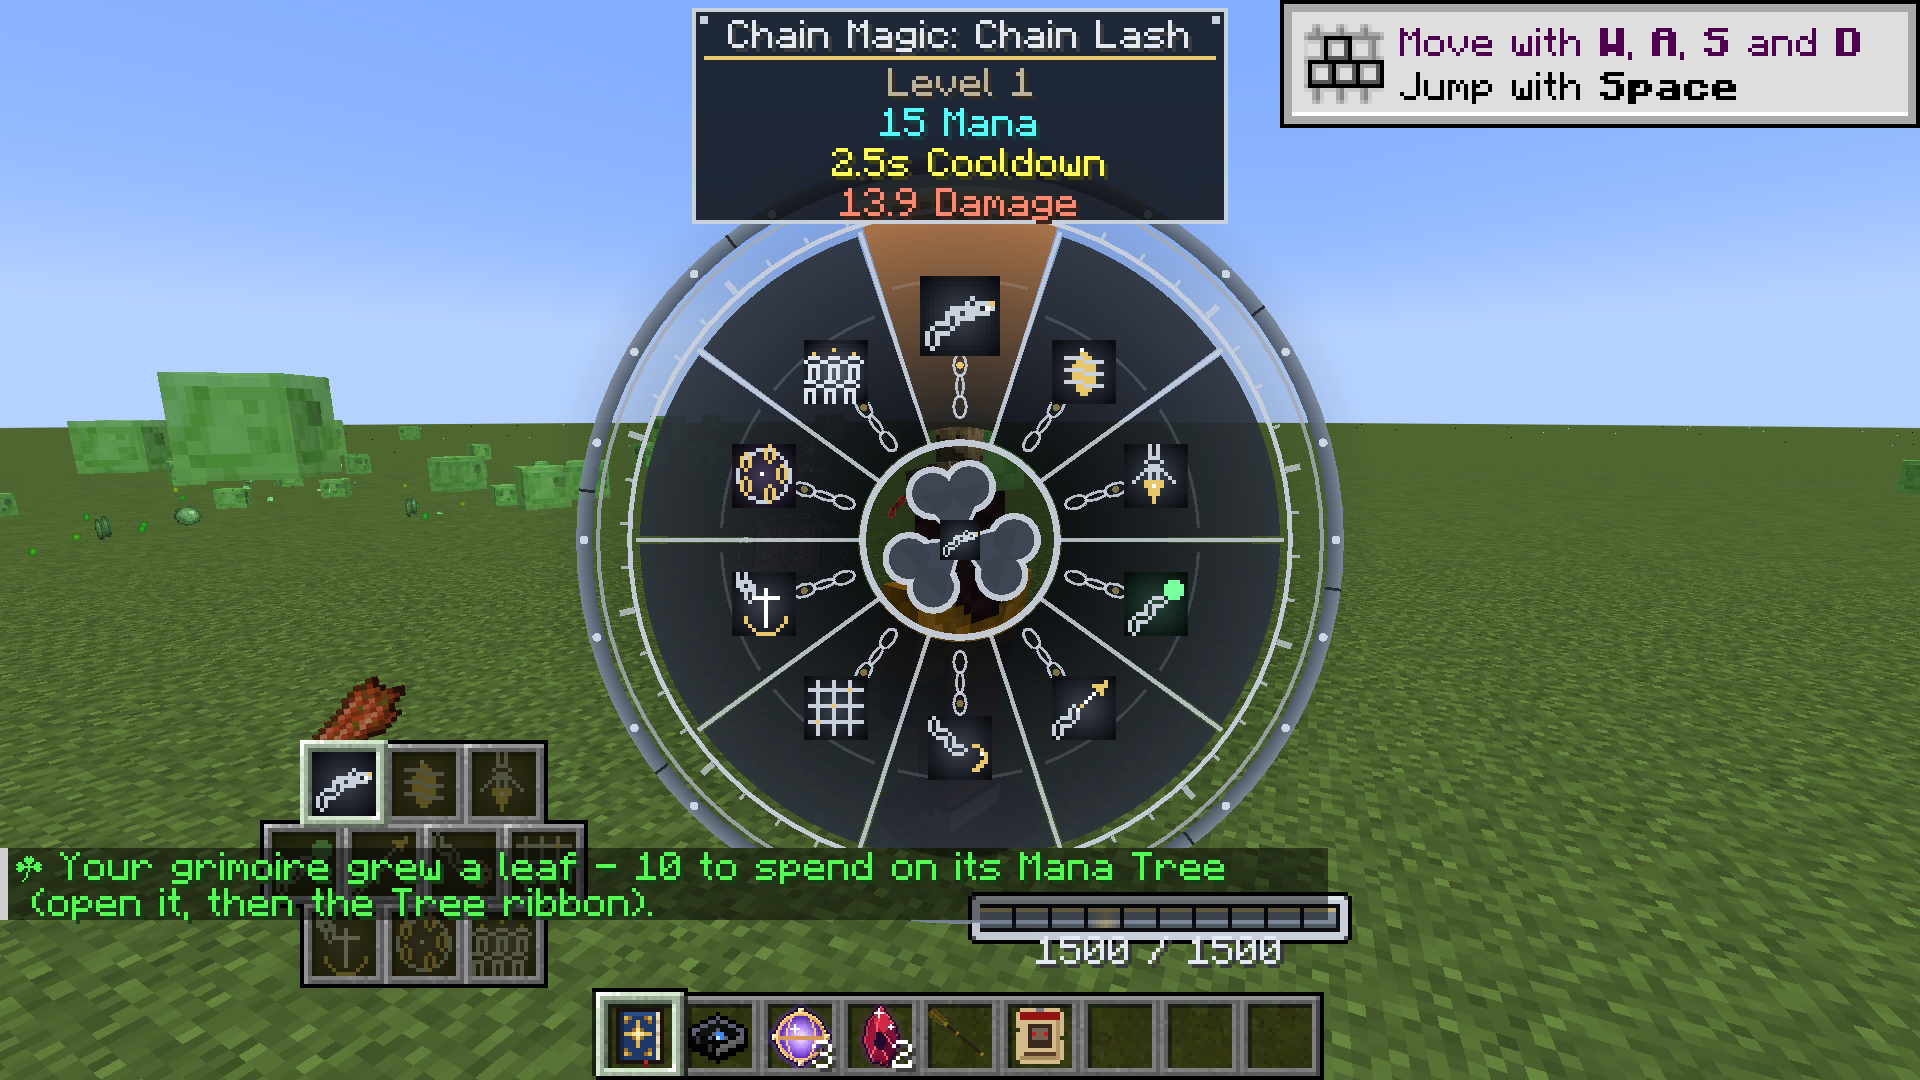 Chain Magic: Chain Lash
Level 1
15 Mana
2.5s Cooldown
13.9 Damage
Move with W, A, S and D
Jump with Space
☘ Your grimoire grew a leaf – 10 to spend on its Mana Tree
(open it, then the Tree ribbon).
1500 / 1500
3
2